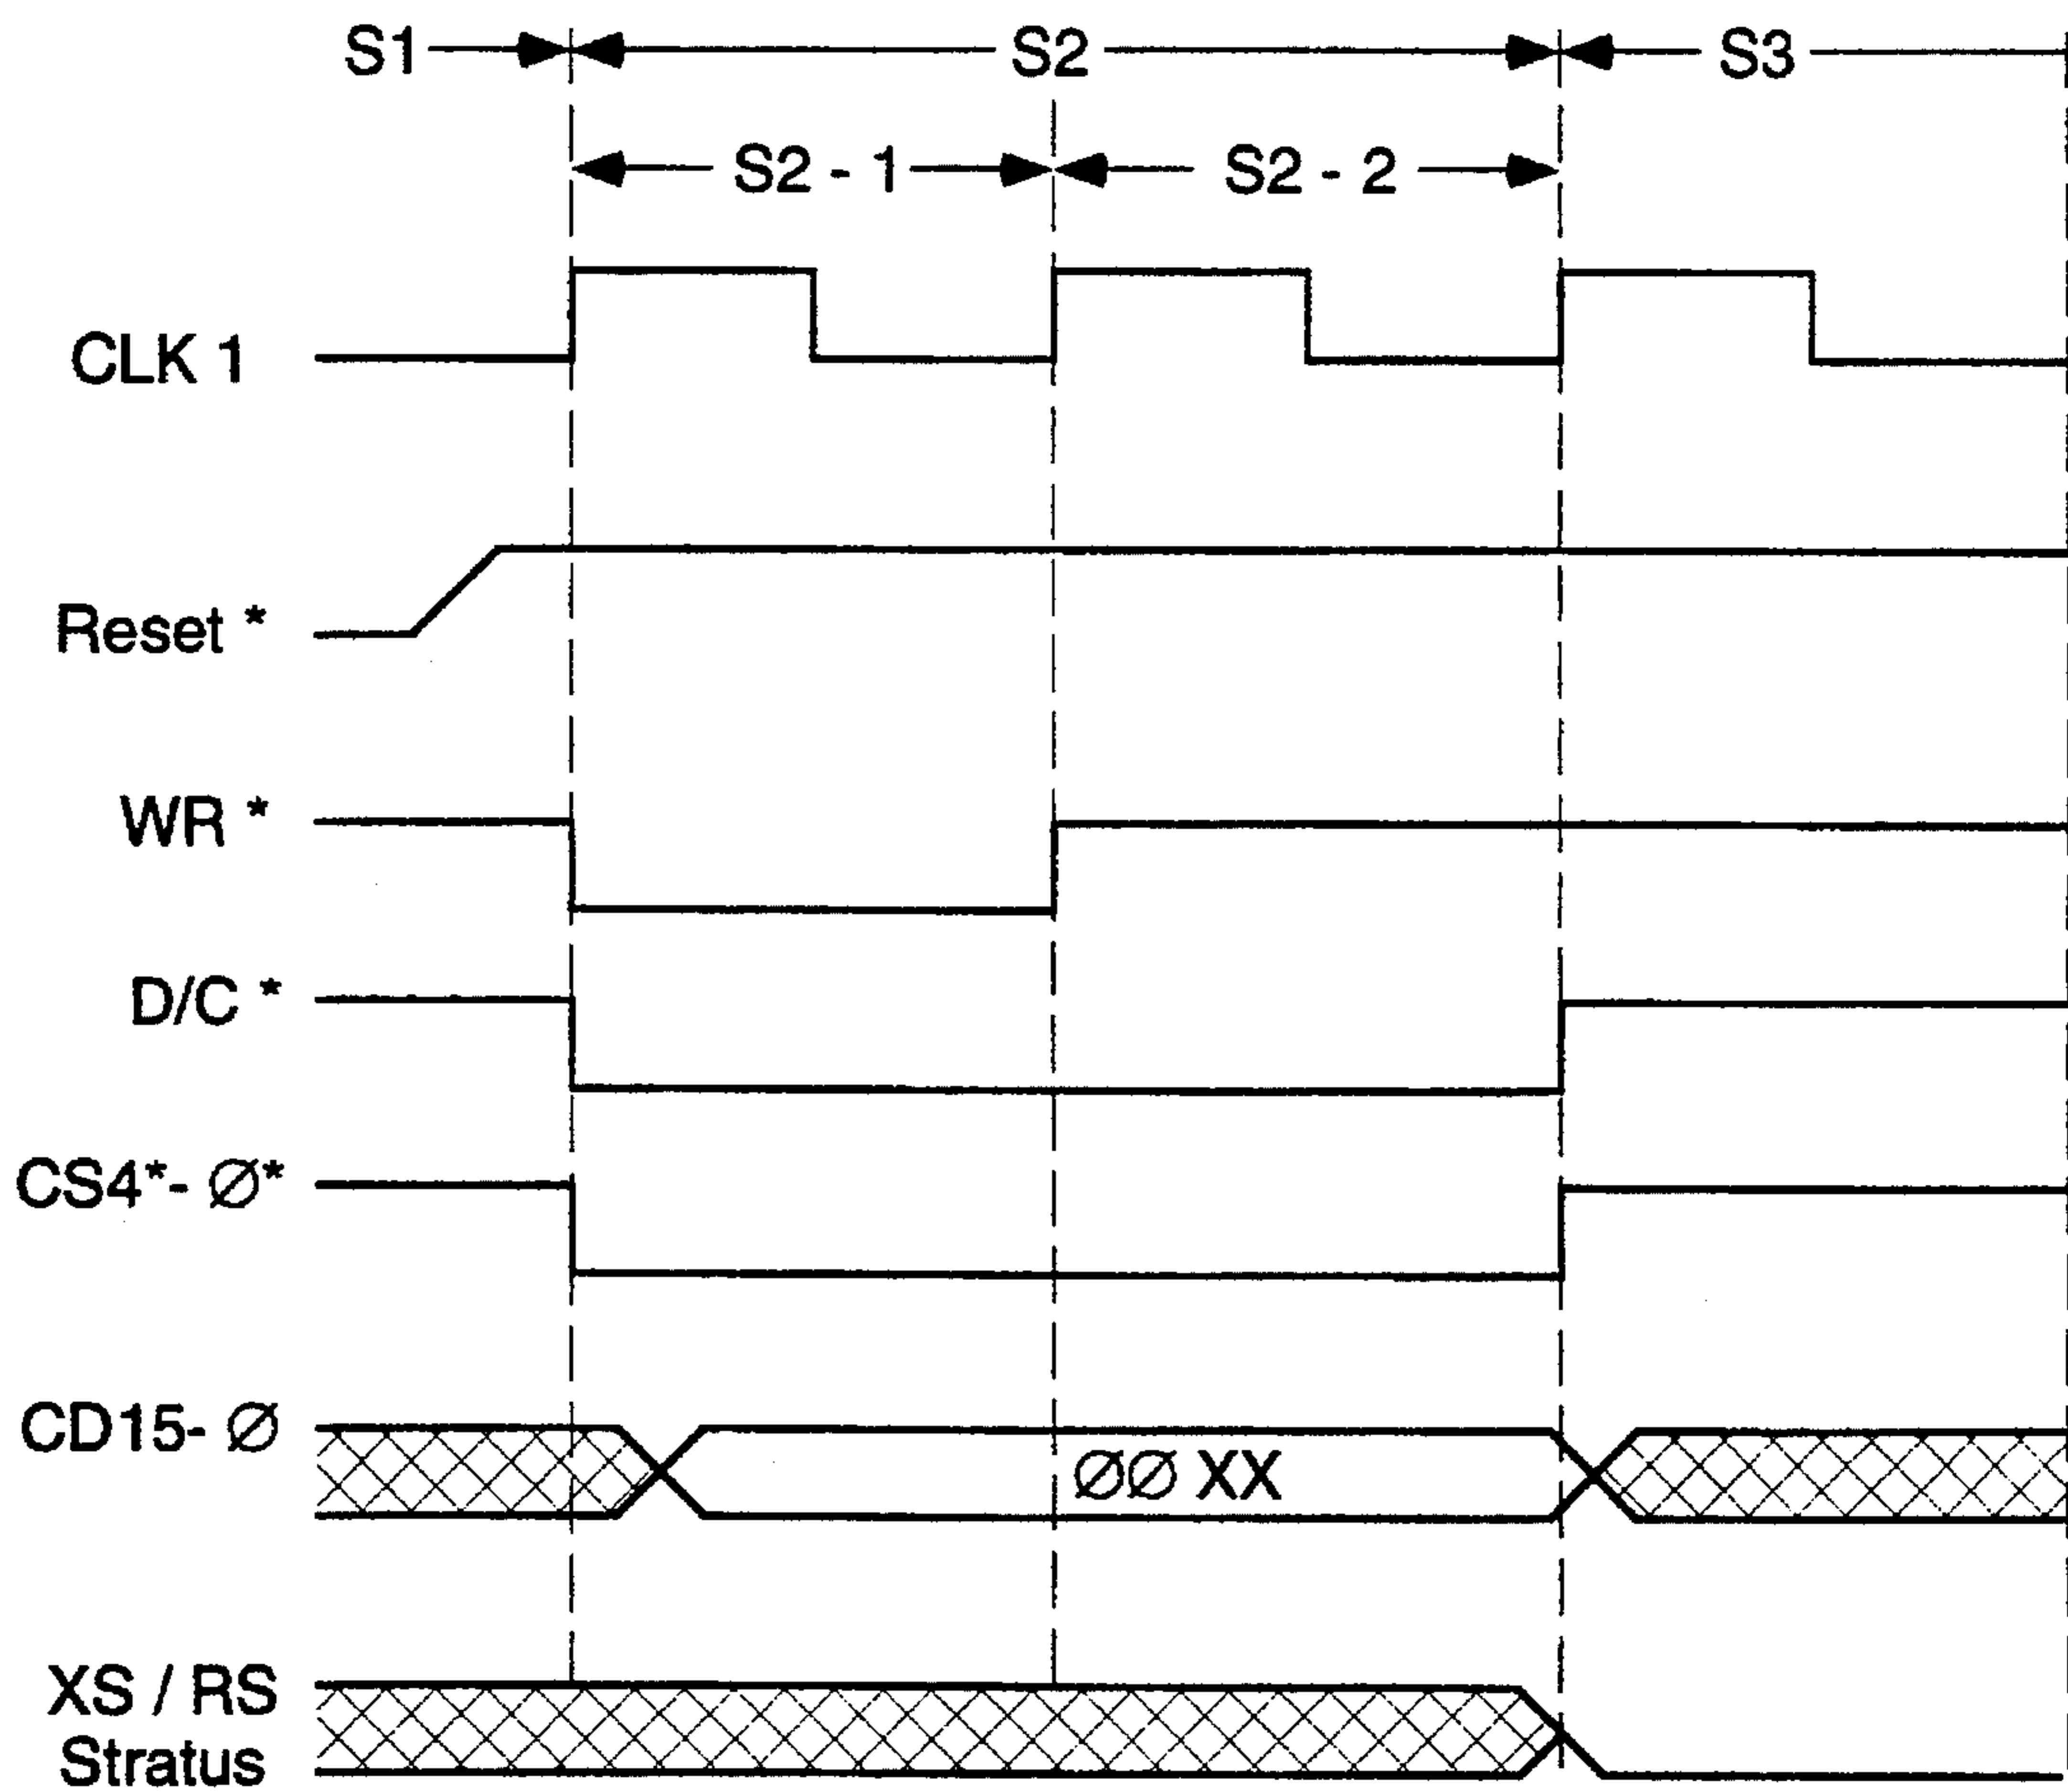 S1 S2 S3
S2 - 1 S2 - 2
CLK 1
Reset *
WR *
D/C *
CS4*- Ø*
CD15- Ø
ØØ XX
XS / RS
Stratus